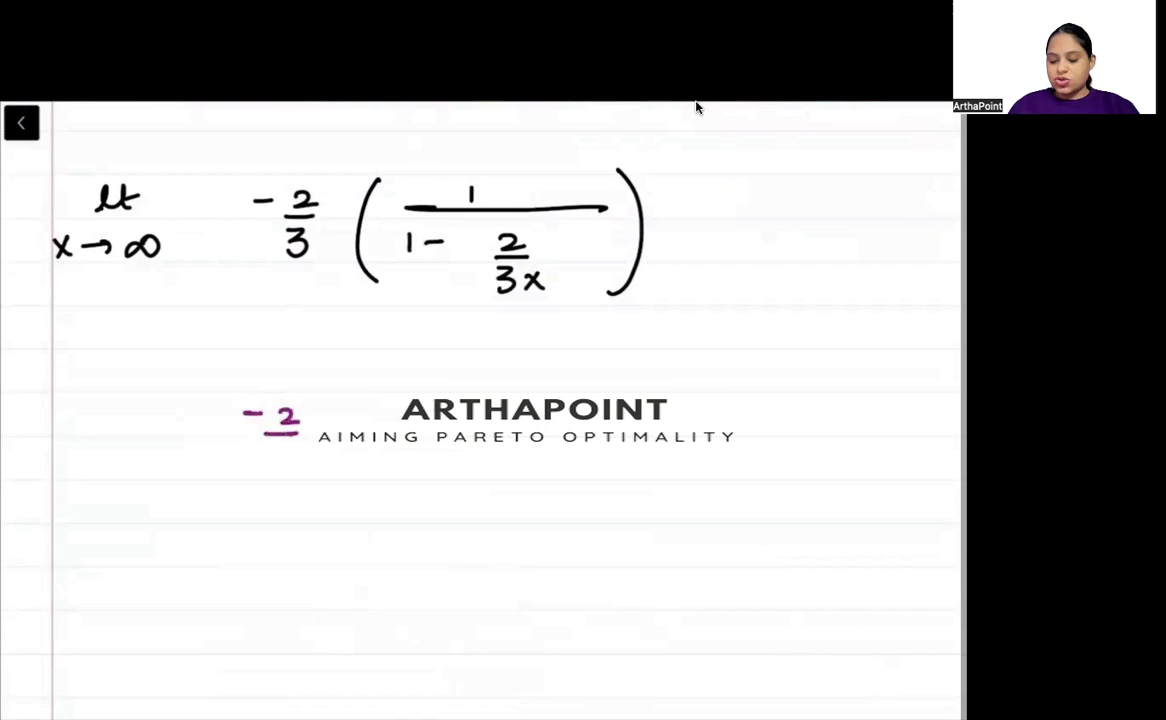 ArthaPoint
lt -2/3 ( 1 / 1 - 2/3x )
x → ∞
-2
ARTHAPOINT
AIMING PARETO OPTIMALITY